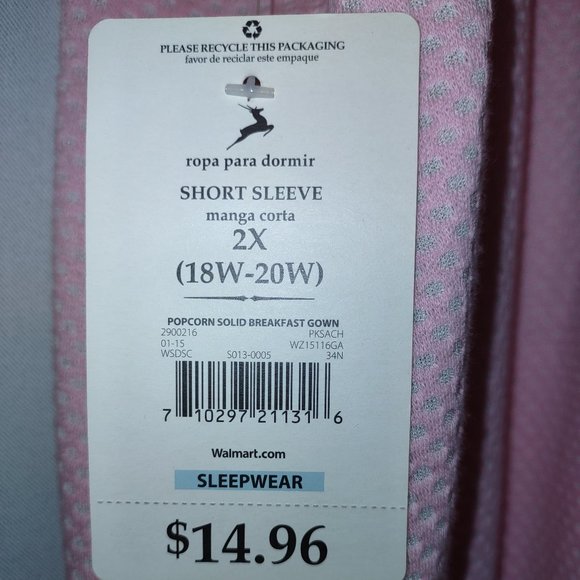 PLEASE RECYCLE THIS PACKAGING
favor de reciclar este empaque
ropa para dormir
SHORT SLEEVE
manga corta
2X
(18W-20W)
POPCORN SOLID BREAKFAST GOWN
2900216 PKSACH
01-15 WZ15116GA
WSDSC S013-0005 34N
7 10297 21131 6
Walmart.com
SLEEPWEAR
$14.96